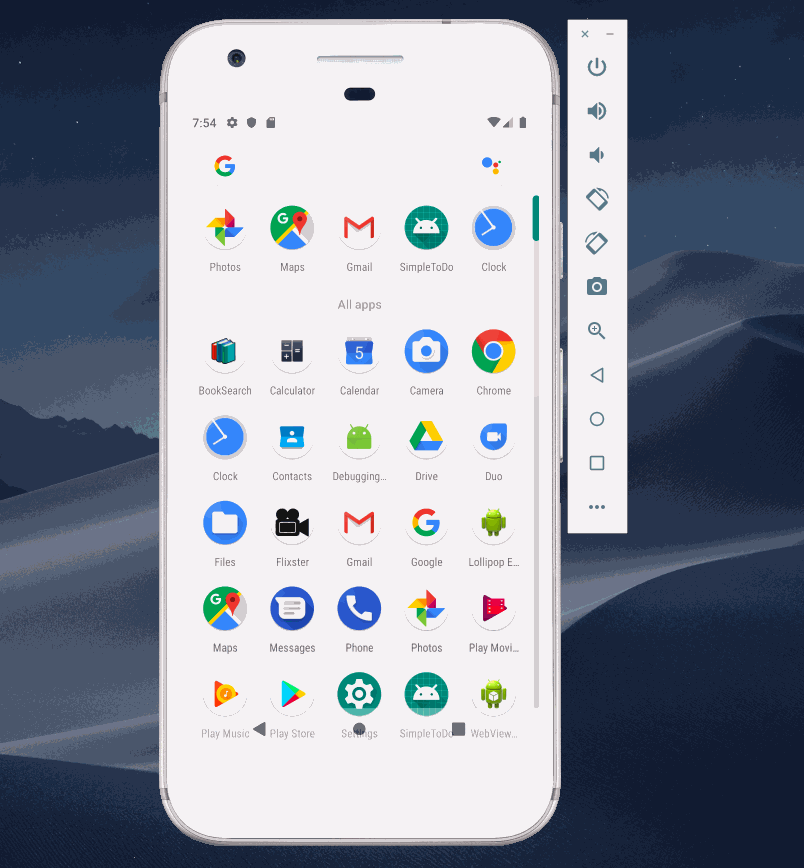 7:54
G
Photos Maps Gmail SimpleToDo Clock
All apps
BookSearch Calculator Calendar Camera Chrome
5
Clock Contacts Debugging… Drive Duo
Files Flixster Gmail Google Lollipop E…
Maps Messages Phone Photos Play Movi…
Play Music Play Store Settings SimpleToDo WebView…